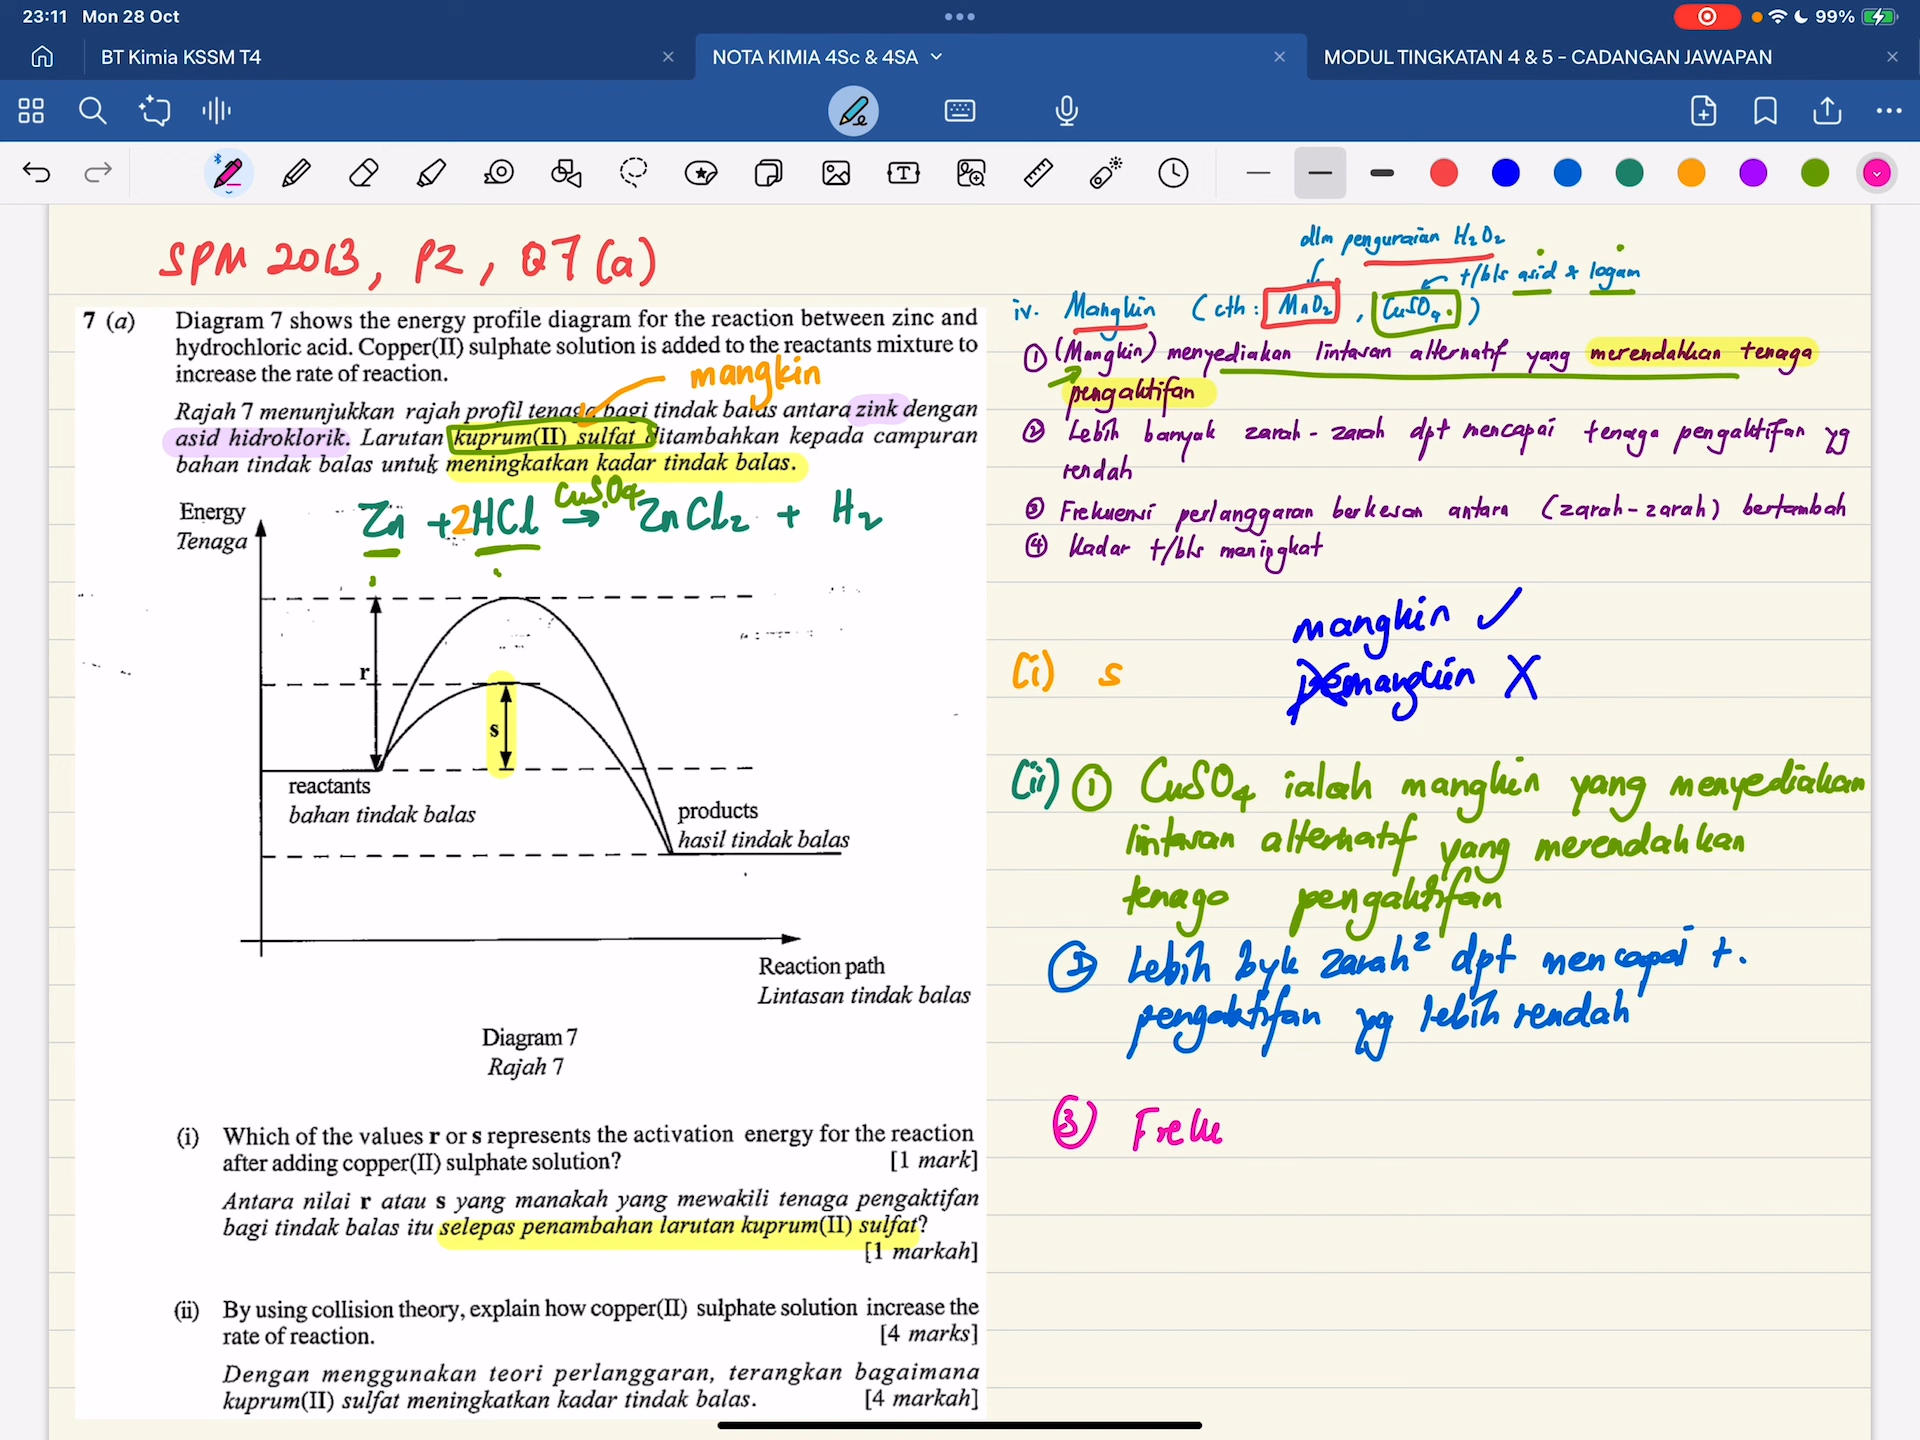 23:11 Mon 28 Oct
99%
BT Kimia KSSM T4
NOTA KIMIA 4Sc & 4SA
MODUL TINGKATAN 4 & 5 - CADANGAN JAWAPAN
SPM 2013, P2, Q7 (a)
7 (a) Diagram 7 shows the energy profile diagram for the reaction between zinc and
hydrochloric acid. Copper(II) sulphate solution is added to the reactants mixture to
increase the rate of reaction.
mangkin
Rajah 7 menunjukkan rajah profil tenaga bagi tindak balas antara zink dengan
asid hidroklorik. Larutan kuprum(II) sulfat ditambahkan kepada campuran
bahan tindak balas untuk meningkatkan kadar tindak balas.
CuSO4
Zn + 2HCl → ZnCl2 + H2
Energy
Tenaga
r
s
reactants
bahan tindak balas
products
hasil tindak balas
Reaction path
Lintasan tindak balas
Diagram 7
Rajah 7
(i) Which of the values r or s represents the activation energy for the reaction
after adding copper(II) sulphate solution? [1 mark]
Antara nilai r atau s yang manakah yang mewakili tenaga pengaktifan
bagi tindak balas itu selepas penambahan larutan kuprum(II) sulfat?
[1 markah]
(ii) By using collision theory, explain how copper(II) sulphate solution increase the
rate of reaction. [4 marks]
Dengan menggunakan teori perlanggaran, terangkan bagaimana
kuprum(II) sulfat meningkatkan kadar tindak balas. [4 markah]
dlm penguraian H2O2
t/bls asid & logam
iv. Mangkin (cth: MnO2, CuSO4)
① (Mangkin) menyediakan lintasan alternatif yang merendahkan tenaga
pengaktifan
② Lebih banyak zarah-zarah dpt mencapai tenaga pengaktifan yg
rendah
③ Frekuensi perlanggaran berkesan antara (zarah-zarah) bertambah
④ Kadar t/bls meningkat
mangkin ✓
pemangkin X
(i) s
(ii) ① CuSO4 ialah mangkin yang menyediakan
lintasan alternatif yang merendahkan
tenaga pengaktifan
② Lebih byk zarah² dpt mencapai t.
pengaktifan yg lebih rendah
③ Freku